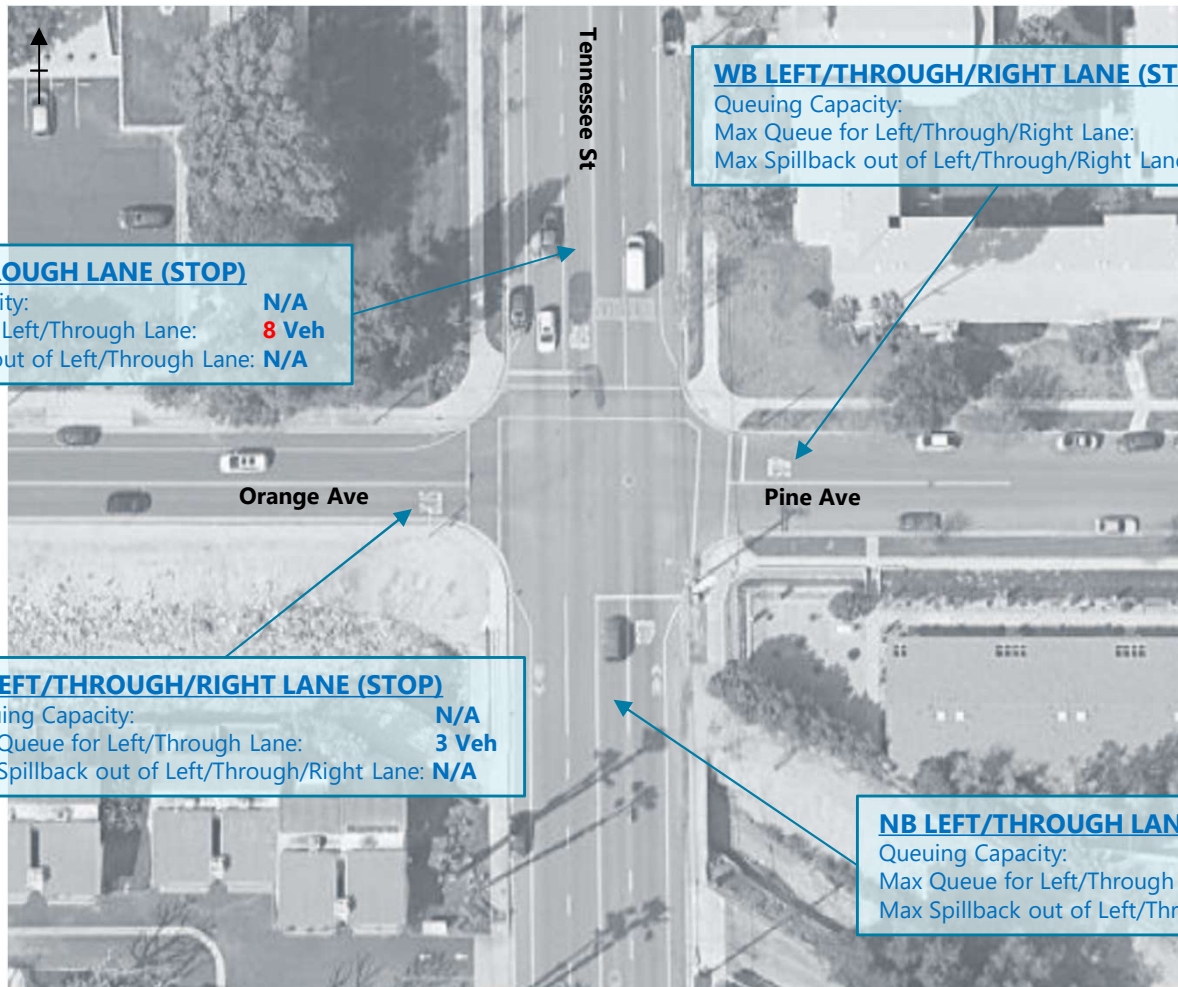 Tennessee St
WB LEFT/THROUGH/RIGHT LANE (ST
Queuing Capacity:
Max Queue for Left/Through/Right Lane:
Max Spillback out of Left/Through/Right Lane
ROUGH LANE (STOP)
ity: N/A
Left/Through Lane: 8 Veh
out of Left/Through Lane: N/A
Orange Ave
Pine Ave
EFT/THROUGH/RIGHT LANE (STOP)
ing Capacity: N/A
Queue for Left/Through Lane: 3 Veh
Spillback out of Left/Through/Right Lane: N/A
NB LEFT/THROUGH LAN
Queuing Capacity:
Max Queue for Left/Through
Max Spillback out of Left/Thr